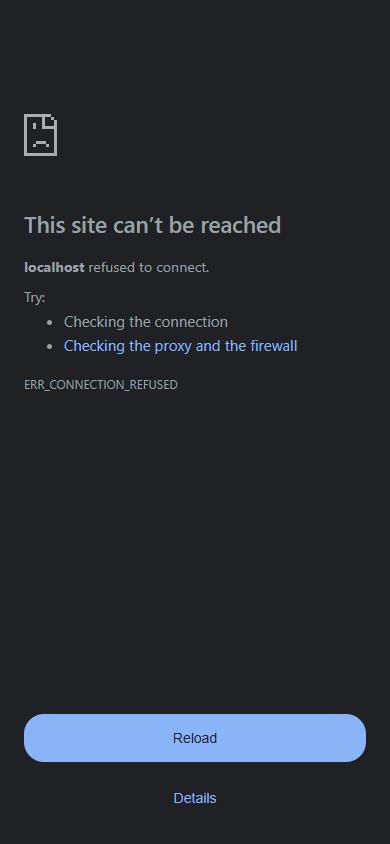 This site can’t be reached
localhost refused to connect.
Try:
• Checking the connection
• Checking the proxy and the firewall
ERR_CONNECTION_REFUSED
Reload
Details